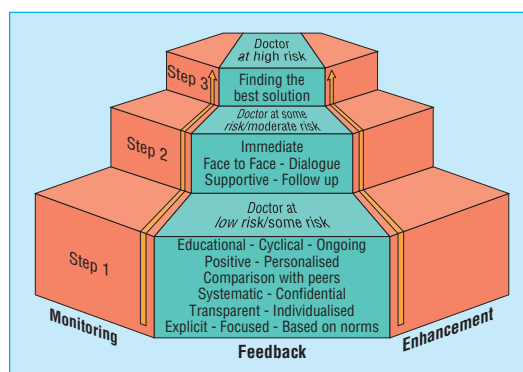 Doctor
at high risk
Step 3
Finding the
best solution
Doctor at some
risk/moderate risk
Step 2
Immediate
Face to Face - Dialogue
Supportive - Follow up
Doctor at
low risk/some risk
Step 1
Educational - Cyclical - Ongoing
Positive - Personalised
Comparison with peers
Systematic - Confidential
Transparent - Individualised
Explicit - Focused - Based on norms
Monitoring
Feedback
Enhancement